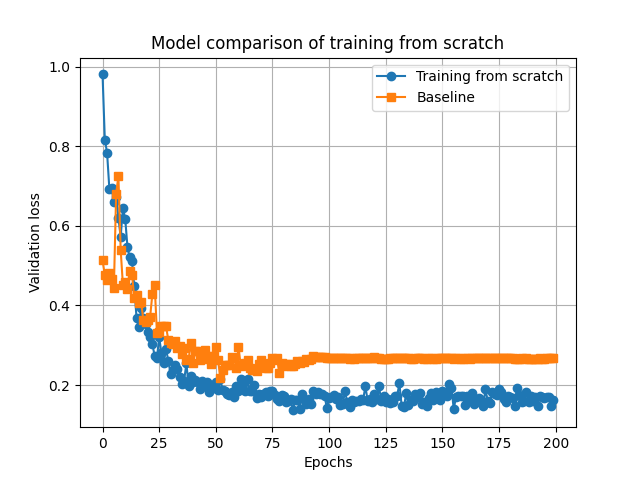 Model comparison of training from scratch
Training from scratch
Baseline
Validation loss
1.0
0.8
0.6
0.4
0.2
0
25
50
75
100
125
150
175
200
Epochs